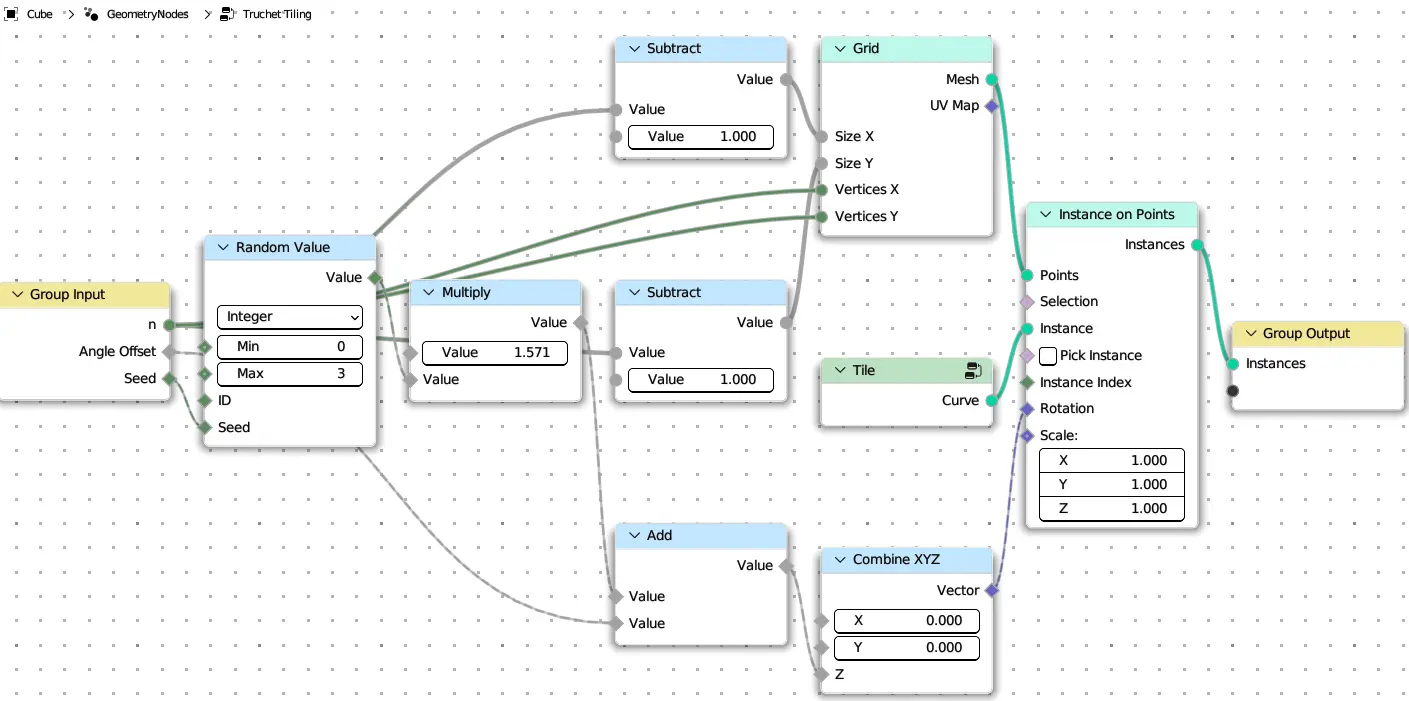 Cube > GeometryNodes > Truchet Tiling
Subtract
Value
Value
Value 1.000
Grid
Mesh
UV Map
Size X
Size Y
Vertices X
Vertices Y
Random Value
Value
Integer
Min 0
Max 3
ID
Seed
Group Input
n
Angle Offset
Seed
Multiply
Value
Value 1.571
Value
Subtract
Value
Value
Value 1.000
Tile
Curve
Instance on Points
Instances
Points
Selection
Instance
Pick Instance
Instance Index
Rotation
Scale:
X 1.000
Y 1.000
Z 1.000
Group Output
Instances
Add
Value
Value
Value
Combine XYZ
Vector
X 0.000
Y 0.000
Z